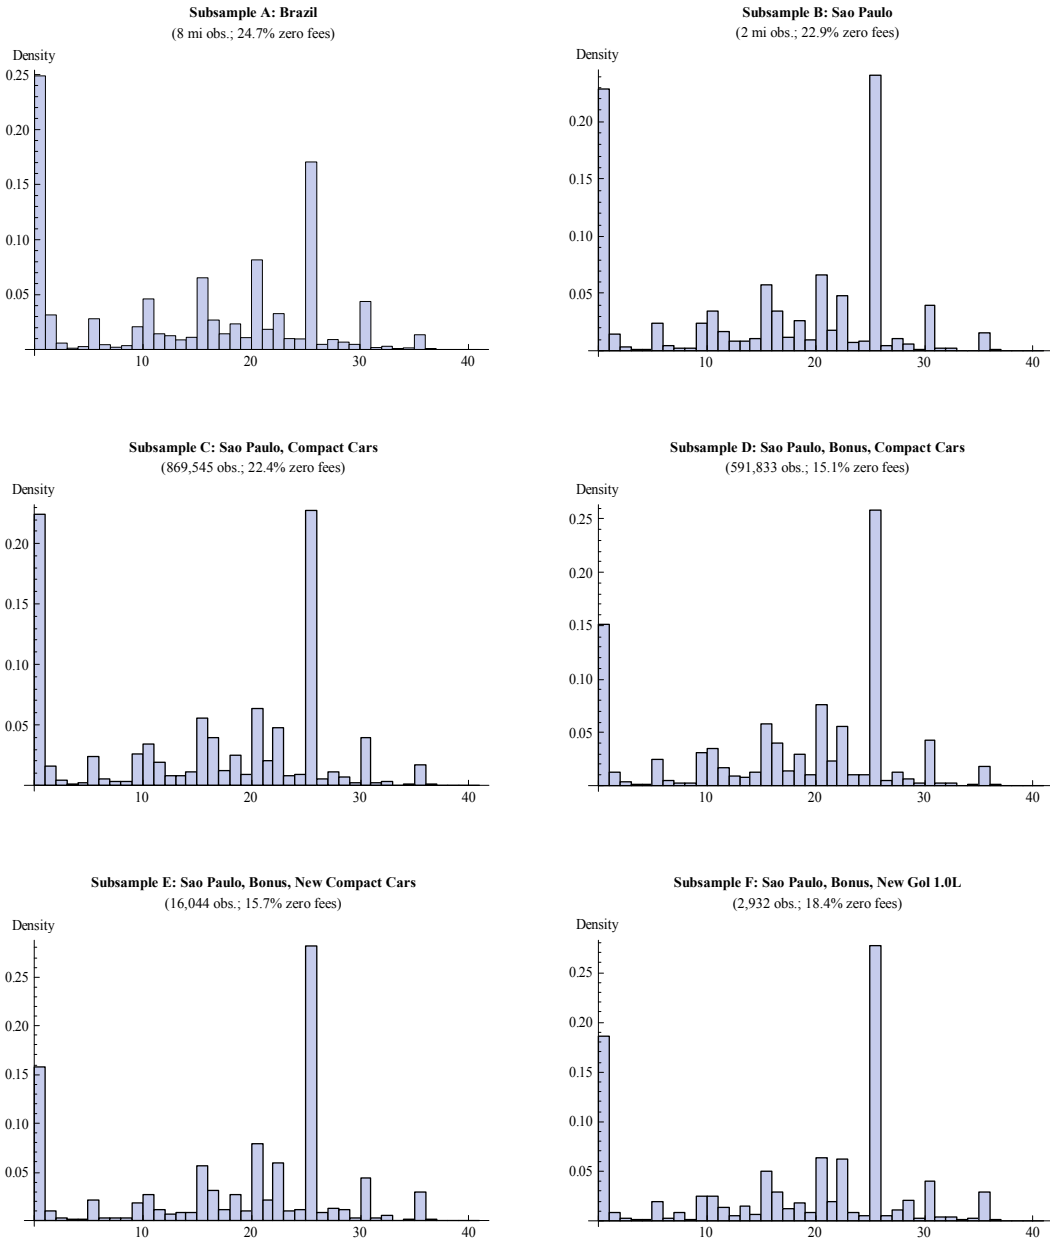 Subsample A: Brazil
(8 mi obs.; 24.7% zero fees)
Density
0.25
0.20
0.15
0.10
0.05
10
20
30
40
Subsample B: Sao Paulo
(2 mi obs.; 22.9% zero fees)
Density
0.20
0.15
0.10
0.05
10
20
30
40
Subsample C: Sao Paulo, Compact Cars
(869,545 obs.; 22.4% zero fees)
Density
0.20
0.15
0.10
0.05
10
20
30
40
Subsample D: Sao Paulo, Bonus, Compact Cars
(591,833 obs.; 15.1% zero fees)
Density
0.25
0.20
0.15
0.10
0.05
10
20
30
40
Subsample E: Sao Paulo, Bonus, New Compact Cars
(16,044 obs.; 15.7% zero fees)
Density
0.25
0.20
0.15
0.10
0.05
10
20
30
40
Subsample F: Sao Paulo, Bonus, New Gol 1.0L
(2,932 obs.; 18.4% zero fees)
Density
0.25
0.20
0.15
0.10
0.05
10
20
30
40